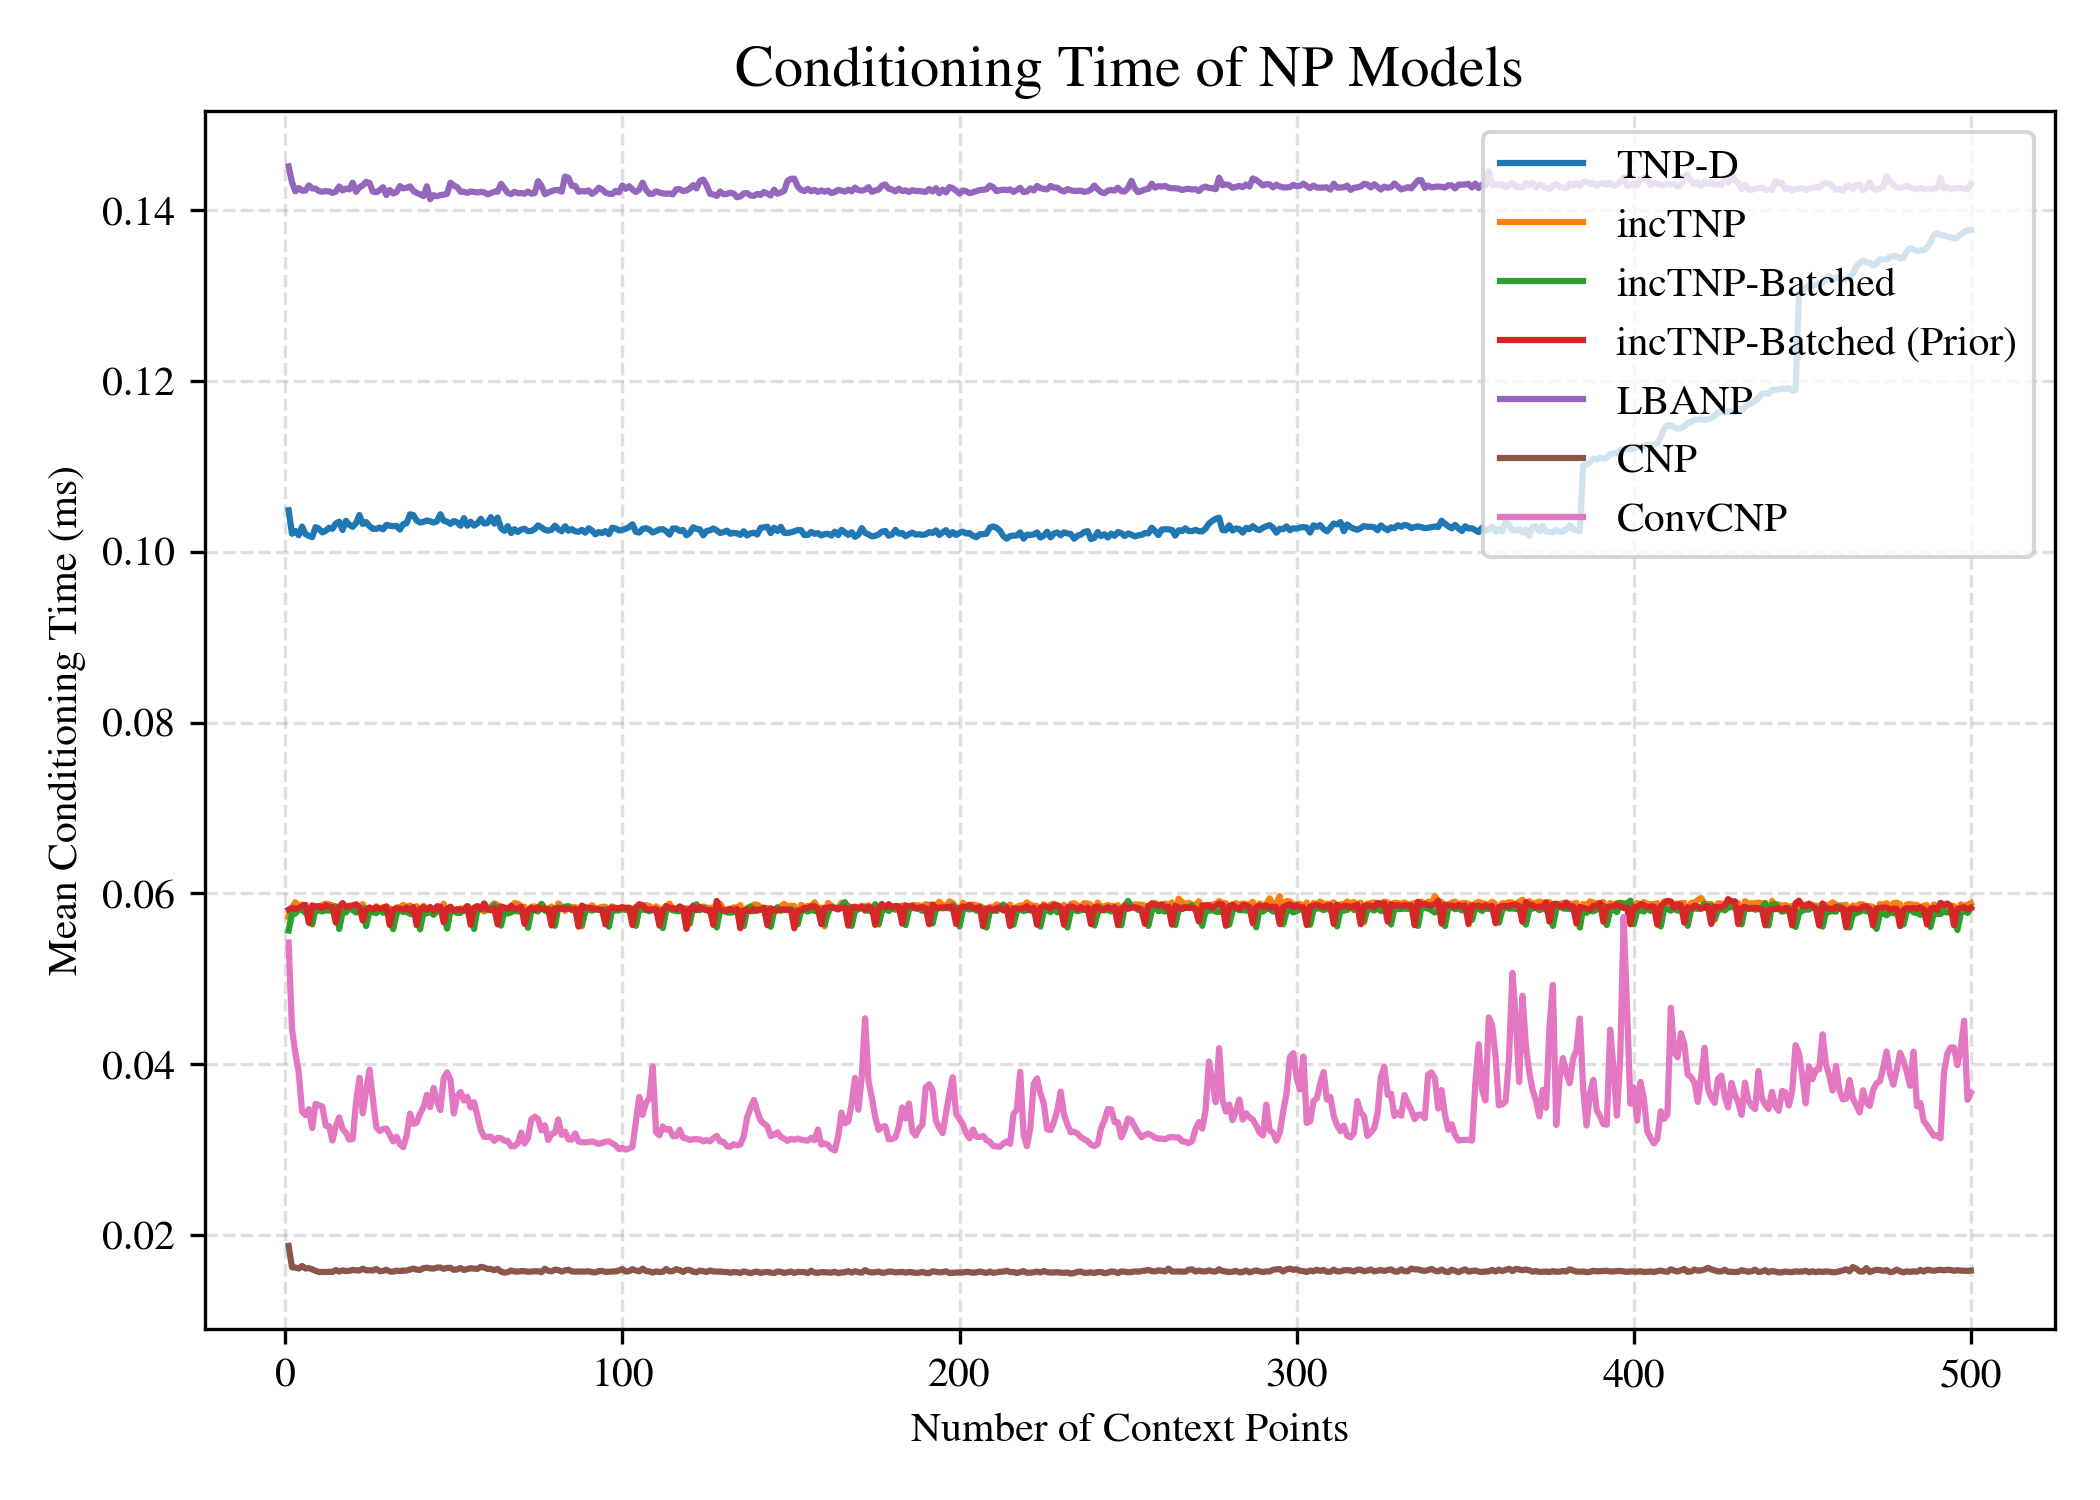 Conditioning Time of NP Models
Mean Conditioning Time (ms)
0.14
0.12
0.10
0.08
0.06
0.04
0.02
TNP-D
incTNP
incTNP-Batched
incTNP-Batched (Prior)
LBANP
CNP
ConvCNP
0 100 200 300 400 500
Number of Context Points